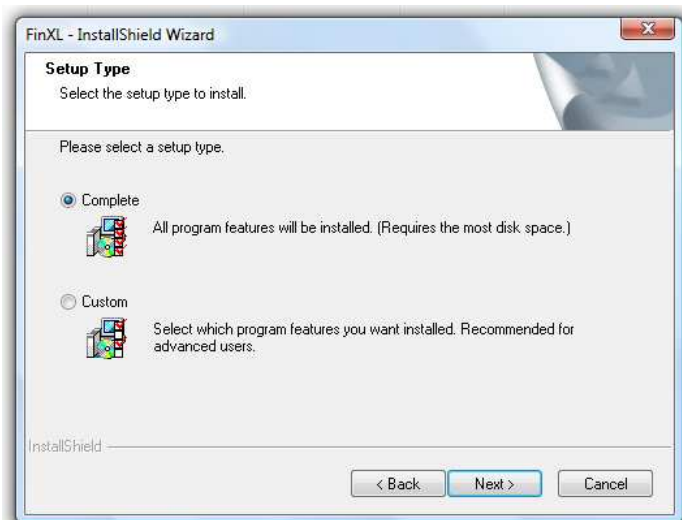 FinXL - InstallShield Wizard
Setup Type
Select the setup type to install.
Please select a setup type.
Complete
All program features will be installed. (Requires the most disk space.)
Custom
Select which program features you want installed. Recommended for
advanced users.
InstallShield
< Back Next > Cancel